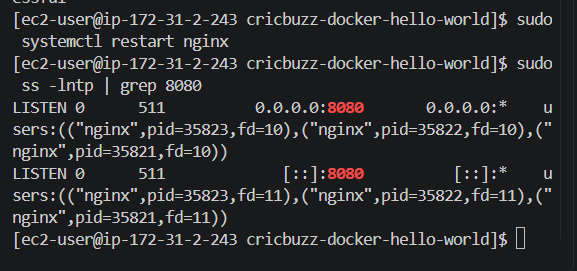 essful
[ec2-user@ip-172-31-2-243 cricbuzz-docker-hello-world]$ sudo
 systemctl restart nginx
[ec2-user@ip-172-31-2-243 cricbuzz-docker-hello-world]$ sudo
 ss -lntp | grep 8080
LISTEN 0      511          0.0.0.0:8080       0.0.0.0:*    u
sers:(("nginx",pid=35823,fd=10),("nginx",pid=35822,fd=10),("
nginx",pid=35821,fd=10))
LISTEN 0      511             [::]:8080          [::]:*    u
sers:(("nginx",pid=35823,fd=11),("nginx",pid=35822,fd=11),("
nginx",pid=35821,fd=11))
[ec2-user@ip-172-31-2-243 cricbuzz-docker-hello-world]$